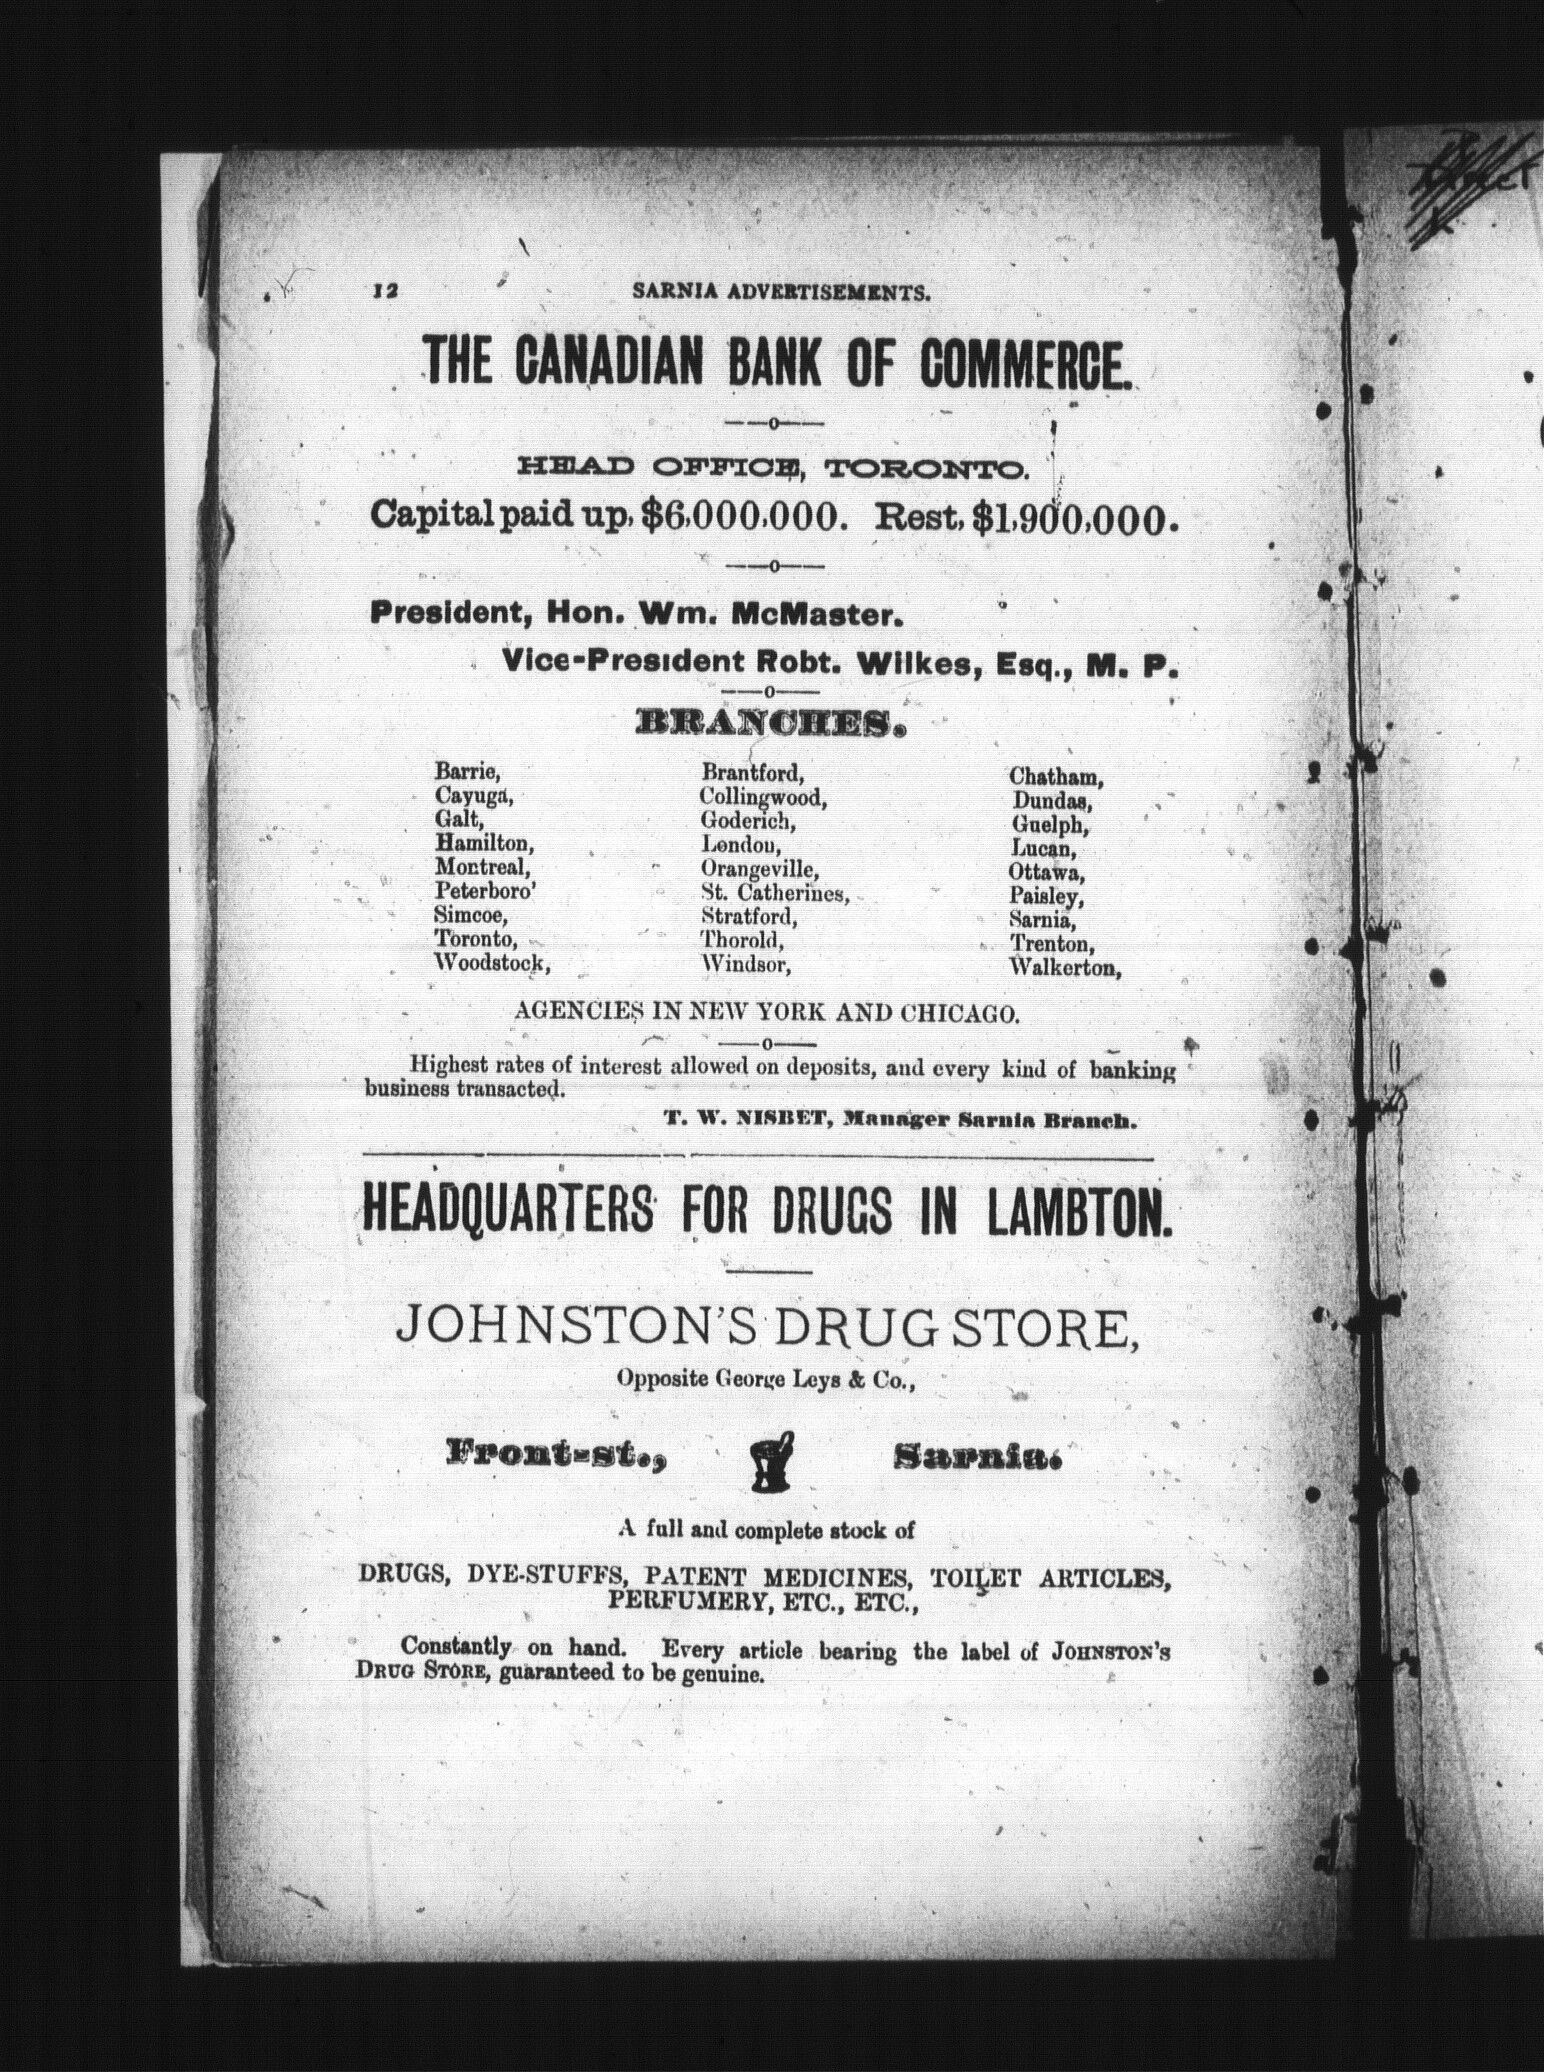 12 SARNIA ADVERTISEMENTS.
THE CANADIAN BANK OF COMMERCE.
HEAD OFFICE, TORONTO.
Capital paid up, $6,000,000. Rest, $1,900,000.
President, Hon. Wm. McMaster.
Vice-President Robt. Wilkes, Esq., M. P.
BRANCHES.
Barrie, Brantford, Chatham,
Cayuga, Collingwood, Dundas,
Galt, Goderich, Guelph,
Hamilton, London, Lucan,
Montreal, Orangeville, Ottawa,
Peterboro' St. Catherines, Paisley,
Simcoe, Stratford, Sarnia,
Toronto, Thorold, Trenton,
Woodstock, Windsor, Walkerton,
AGENCIES IN NEW YORK AND CHICAGO.
Highest rates of interest allowed on deposits, and every kind of banking
business transacted.
T. W. NISBET, Manager Sarnia Branch.
HEADQUARTERS FOR DRUGS IN LAMBTON.
JOHNSTON'S DRUG STORE,
Opposite George Leys & Co.,
Front-st., Sarnia.
A full and complete stock of
DRUGS, DYE-STUFFS, PATENT MEDICINES, TOILET ARTICLES,
PERFUMERY, ETC., ETC.,
Constantly on hand. Every article bearing the label of JOHNSTON'S
DRUG STORE, guaranteed to be genuine.